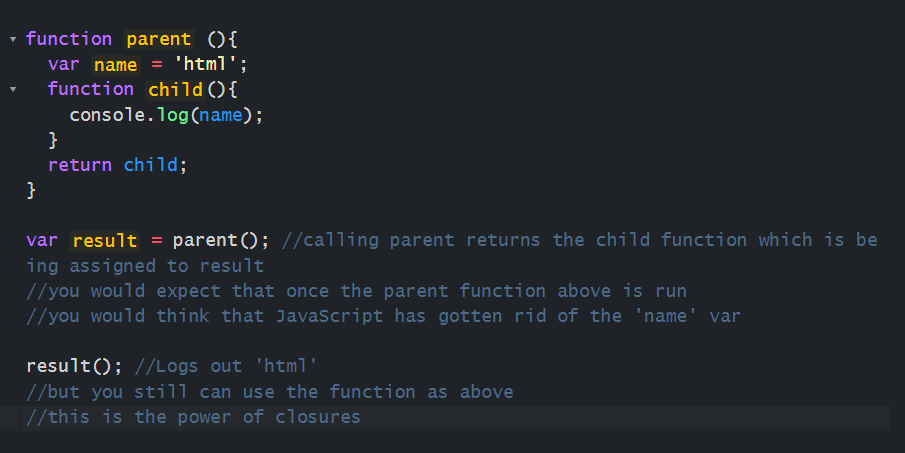 function parent (){
var name = 'html';
function child(){
console.log(name);
}
return child;
}
var result = parent(); //calling parent returns the child function which is be
ing assigned to result
//you would expect that once the parent function above is run
//you would think that JavaScript has gotten rid of the 'name' var
result(); //Logs out 'html'
//but you still can use the function as above
//this is the power of closures